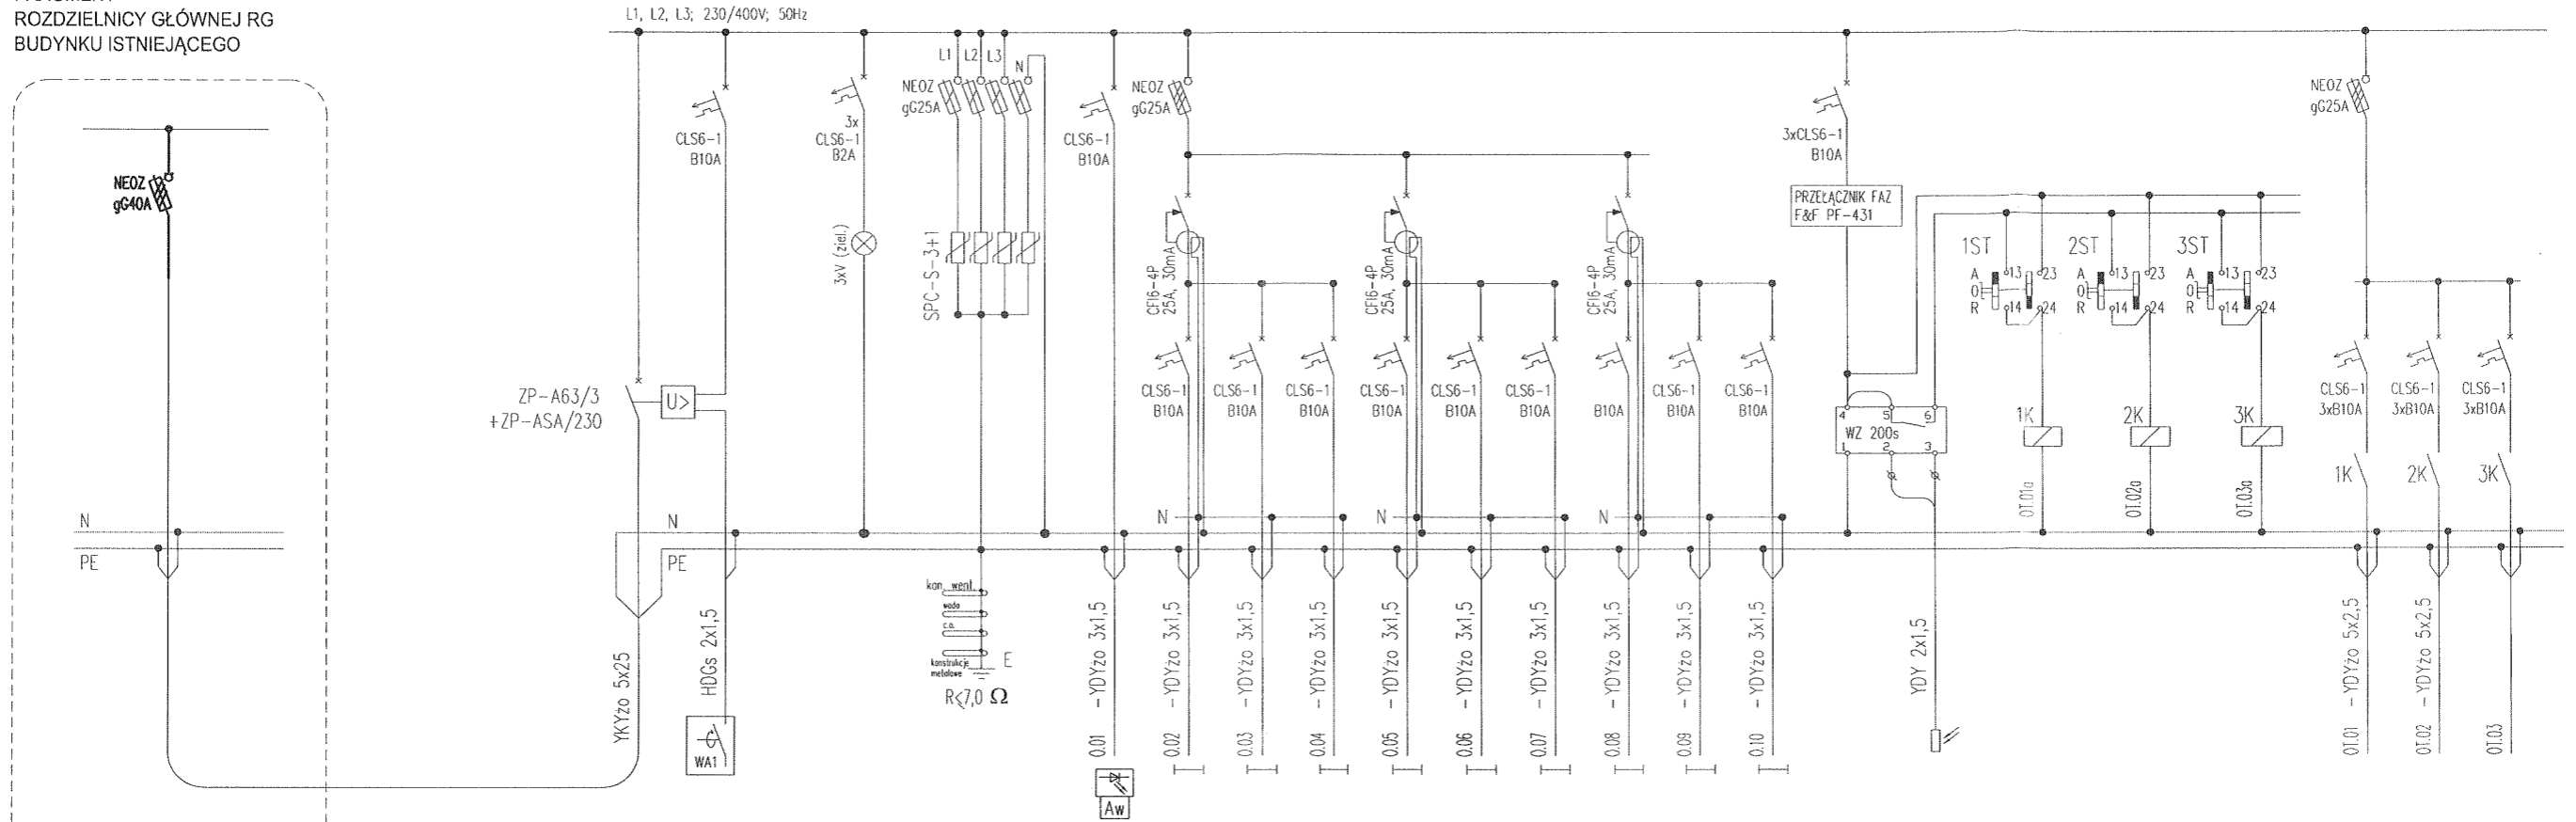 ROZDZIELNICY GŁÓWNEJ RG
BUDYNKU ISTNIEJĄCEGO
L1, L2, L3; 230/400V; 50Hz
NEOZ
gG40A
N
PE
ZP-A63/3
+ZP-ASA/230
U>
CLS6-1
B10A
3x
CLS6-1
B2A
3xV (ziel.)
L1
L2
L3
N
NEOZ
gG25A
SPC-S-3+1
CLS6-1
B10A
NEOZ
gG25A
CFI6-4P
25A, 30mA
CFI6-4P
25A, 30mA
CFI6-4P
25A, 30mA
CLS6-1
B10A
CLS6-1
B10A
CLS6-1
B10A
CLS6-1
B10A
CLS6-1
B10A
CLS6-1
B10A
B10A
CLS6-1
B10A
CLS6-1
B10A
3xCLS6-1
B10A
PRZEŁĄCZNIK FAZ
F&F PF-431
1ST
A
0
R
13
14
23
24
2ST
A
0
R
13
14
23
24
3ST
A
0
R
13
14
23
24
4
5
6
WZ 200s
1
2
3
1K
2K
3K
OT.01a
OT.02a
OT.03a
NEOZ
gG25A
CLS6-1
3xB10A
CLS6-1
3xB10A
CLS6-1
3xB10A
1K
2K
3K
N
PE
N
N
N
YKYżo 5x25
HDGs 2x1,5
WA1
kan. went.
woda
c.o.
konstrukcje
metalowe
E
R≤7,0 Ω
0.01 - YDYżo 3x1,5
0.02 - YDYżo 3x1,5
0.03 - YDYżo 3x1,5
0.04 - YDYżo 3x1,5
0.05 - YDYżo 3x1,5
0.06 - YDYżo 3x1,5
0.07 - YDYżo 3x1,5
0.08 - YDYżo 3x1,5
0.09 - YDYżo 3x1,5
0.10 - YDYżo 3x1,5
Aw
YDY 2x1,5
OT.01 - YDYżo 5x2,5
OT.02 - YDYżo 5x2,5
OT.03